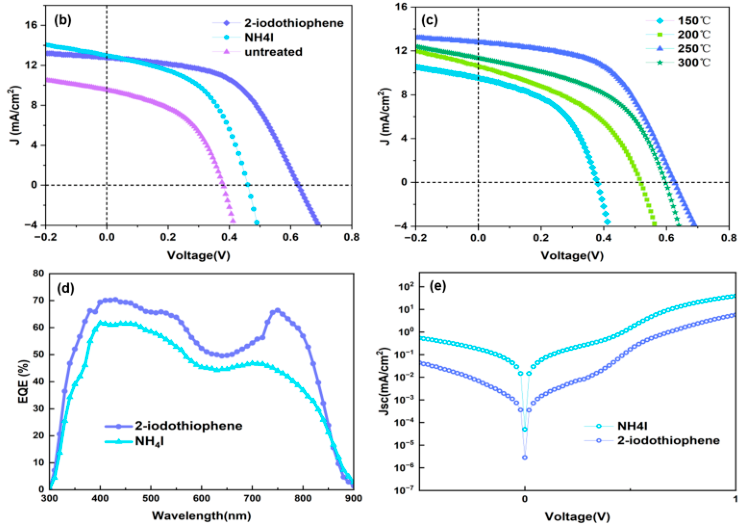 (b)
2-iodothiophene
NH4I
untreated
J (mA/cm²)
16
12
8
4
0
−4
−0.2
0.0
0.2
0.4
0.6
0.8
Voltage(V)
(c)
150℃
200℃
250℃
300℃
J (mA/cm²)
16
12
8
4
0
−4
−0.2
0.0
0.2
0.4
0.6
0.8
Voltage(V)
(d)
EQE (%)
80
70
60
50
40
30
20
10
0
2-iodothiophene
NH₄I
300
400
500
600
700
800
900
Wavelength(nm)
(e)
Jsc(mA/cm²)
10²
10¹
10⁰
10⁻¹
10⁻²
10⁻³
10⁻⁴
10⁻⁵
10⁻⁶
10⁻⁷
NH4I
2-iodothiophene
0
1
Voltage(V)